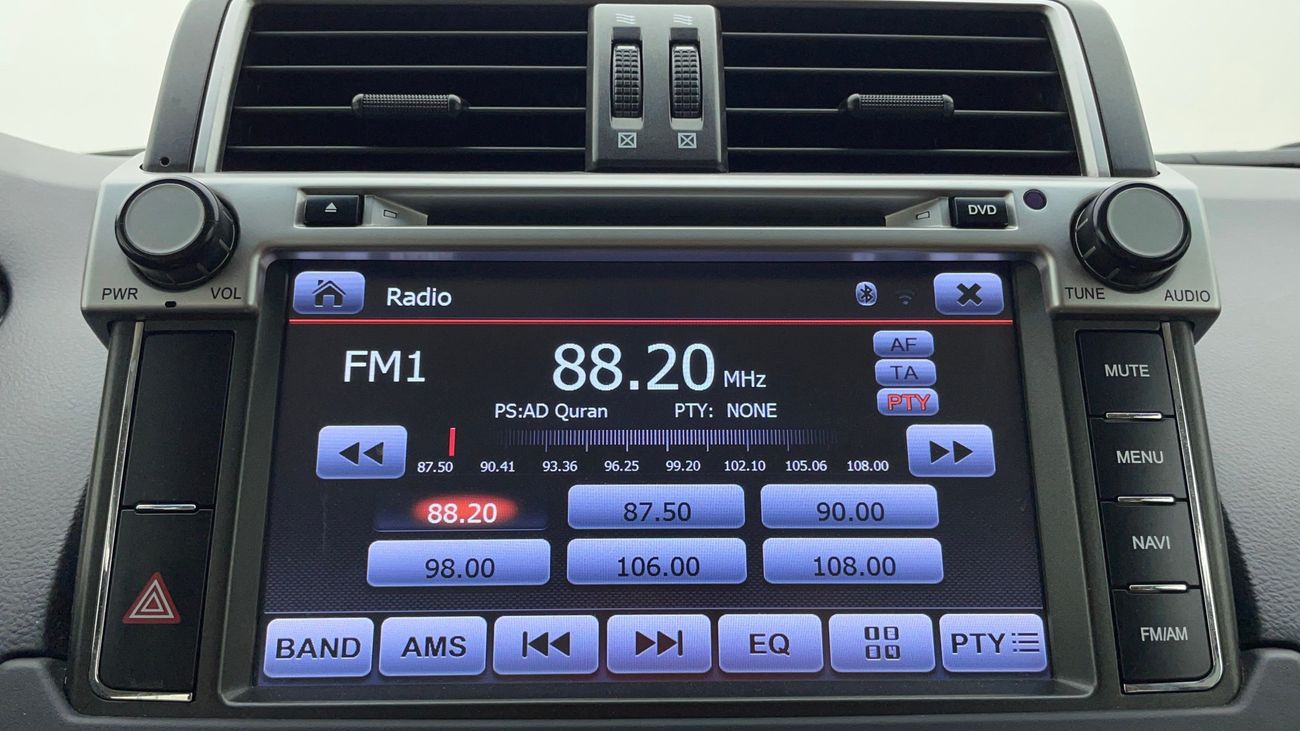 DVD
PWR VOL
TUNE AUDIO
Radio
FM1
88.20 MHz
AF
TA
PTY
PS:AD Quran PTY: NONE
87.50 90.41 93.36 96.25 99.20 102.10 105.06 108.00
88.20 87.50 90.00
98.00 106.00 108.00
BAND AMS EQ PTY
MUTE
MENU
NAVI
FM/AM